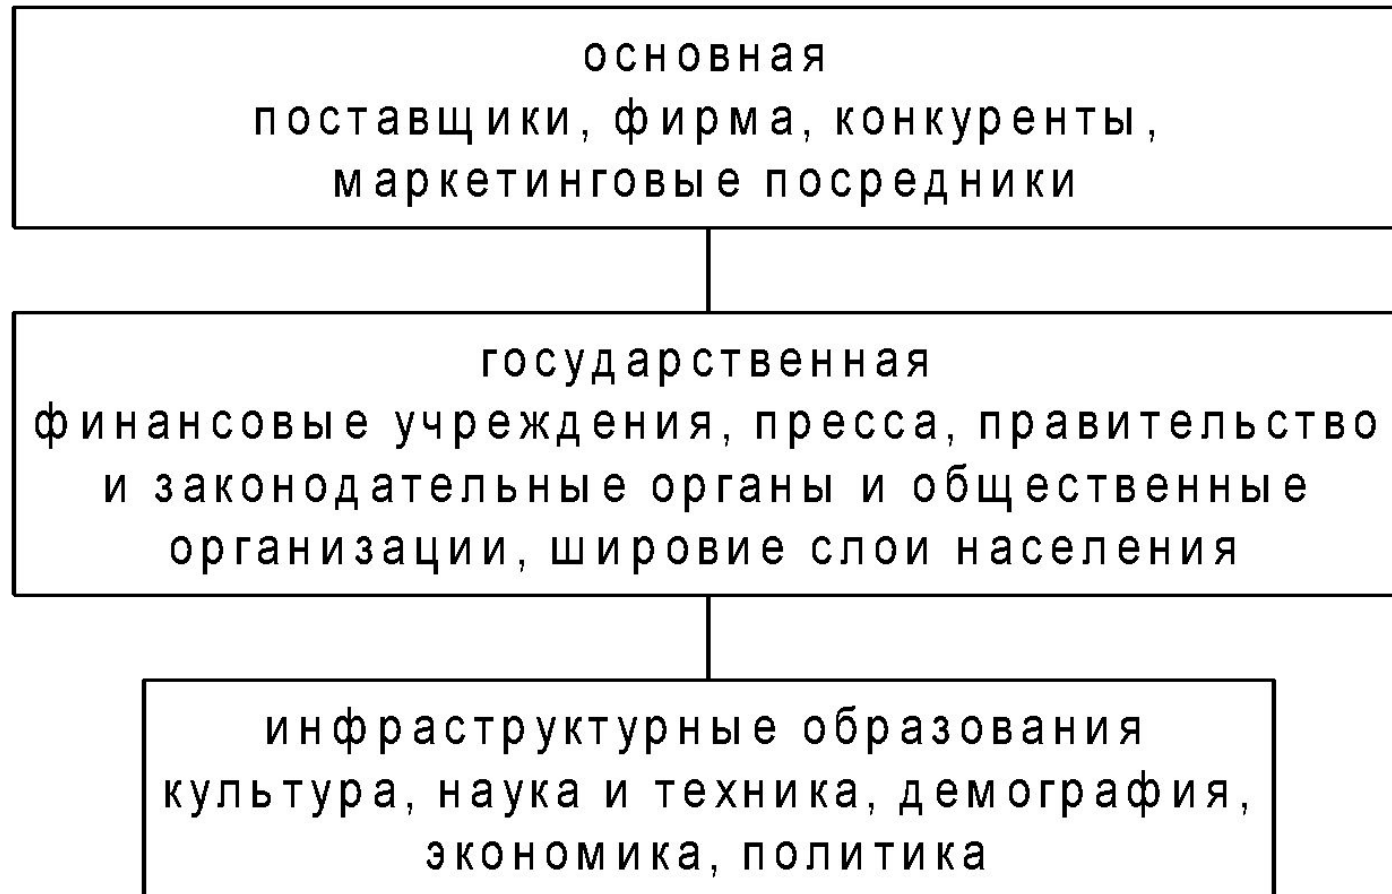 основная
поставщики, фирма, конкуренты,
маркетинговые посредники
государственная
финансовые учреждения, пресса, правительство
и законодательные органы и общественные
организации, шировие слои населения
инфраструктурные образования
культура, наука и техника, демография,
экономика, политика